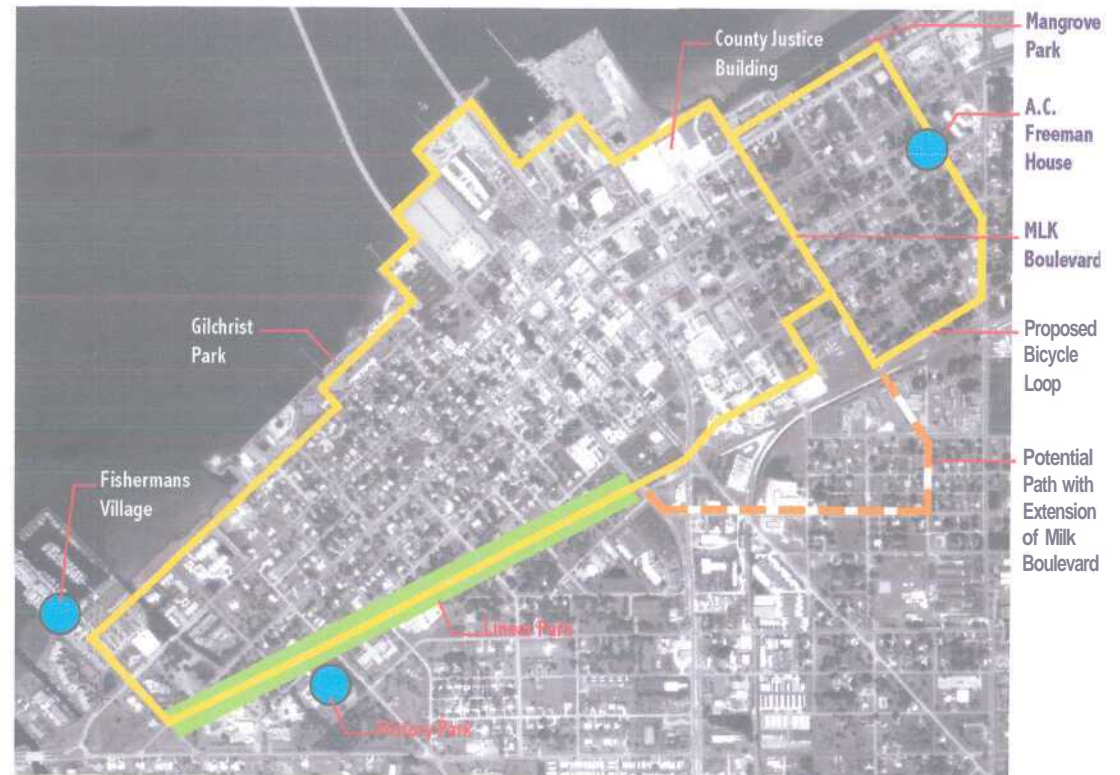 County Justice
Building
Mangrove
Park
A.C.
Freeman
House
MLK
Boulevard
Gilchrist
Park
Proposed
Bicycle
Loop
Fishermans
Village
Potential
Path with
Extension
of Milk
Boulevard
Linear Park
History Park